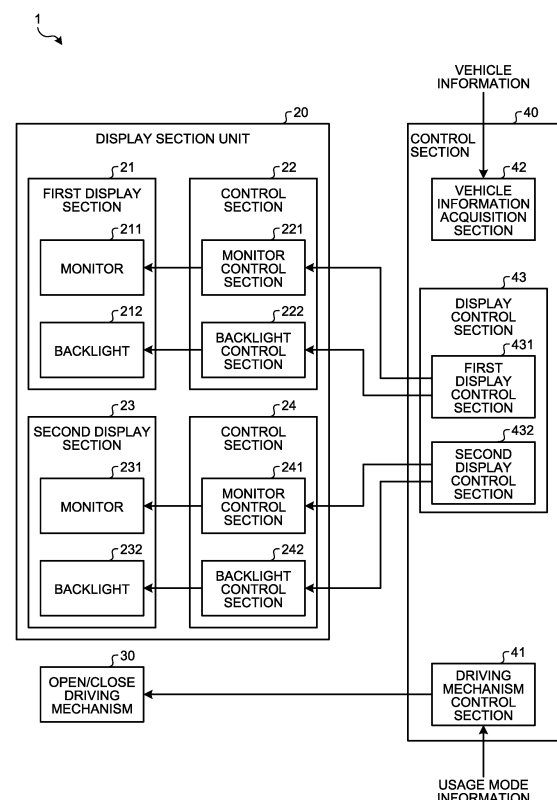 1
VEHICLE
INFORMATION
20
DISPLAY SECTION UNIT
40
CONTROL
SECTION
21
FIRST DISPLAY
SECTION
22
CONTROL
SECTION
42
VEHICLE
INFORMATION
ACQUISITION
SECTION
211
MONITOR
221
MONITOR
CONTROL
SECTION
43
DISPLAY
CONTROL
SECTION
212
BACKLIGHT
222
BACKLIGHT
CONTROL
SECTION
431
FIRST
DISPLAY
CONTROL
SECTION
23
SECOND DISPLAY
SECTION
24
CONTROL
SECTION
432
SECOND
DISPLAY
CONTROL
SECTION
231
MONITOR
241
MONITOR
CONTROL
SECTION
232
BACKLIGHT
242
BACKLIGHT
CONTROL
SECTION
30
OPEN/CLOSE
DRIVING
MECHANISM
41
DRIVING
MECHANISM
CONTROL
SECTION
USAGE MODE
INFORMATION